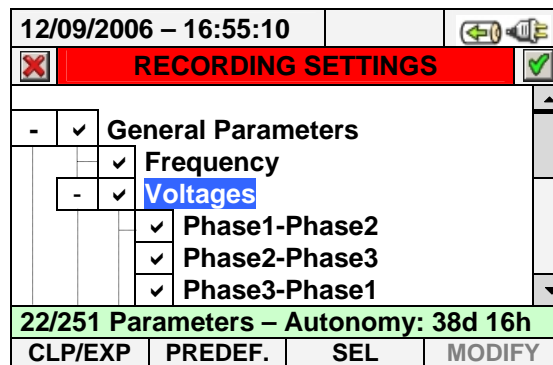 12/09/2006 – 16:55:10
RECORDING SETTINGS
- General Parameters
Frequency
- Voltages
Phase1-Phase2
Phase2-Phase3
Phase3-Phase1
22/251 Parameters – Autonomy: 38d 16h
CLP/EXP PREDEF. SEL MODIFY